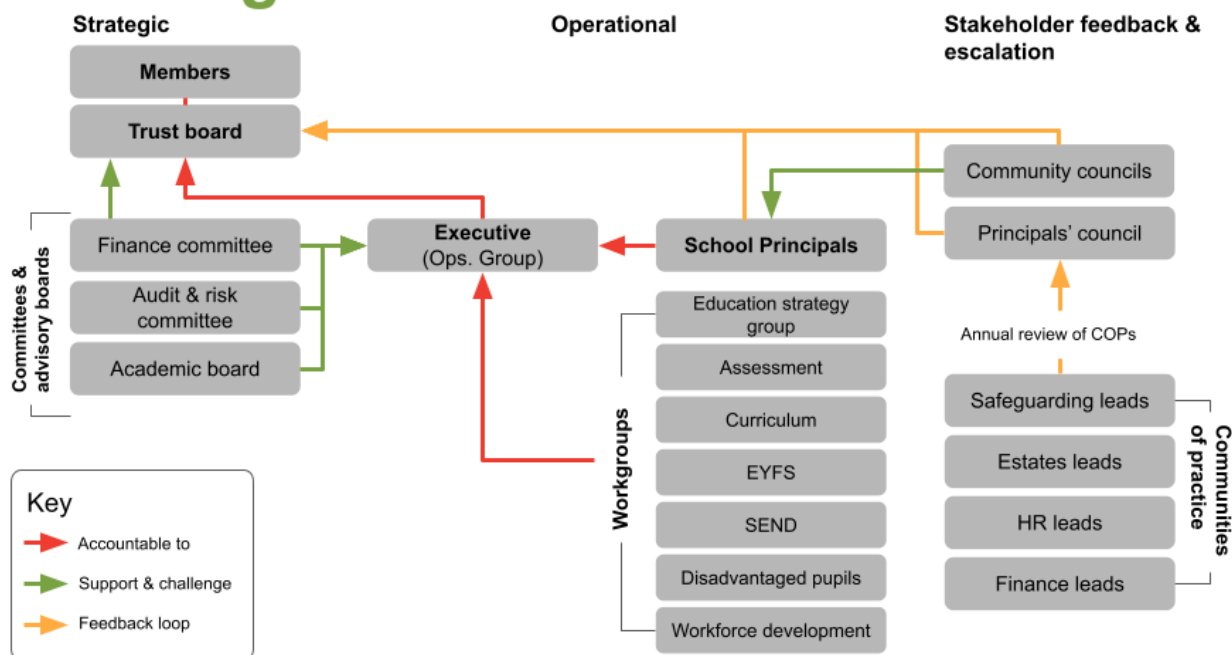 Strategic
Operational
Stakeholder feedback &
escalation
Members
Trust board
Community councils
Principals' council
Finance committee
Executive
(Ops. Group)
School Principals
Committees &
advisory boards
Audit & risk
committee
Academic board
Education strategy
group
Assessment
Curriculum
EYFS
SEND
Disadvantaged pupils
Workforce development
Workgroups
Annual review of COPs
Safeguarding leads
Estates leads
HR leads
Finance leads
Communities
of practice
Key
Accountable to
Support & challenge
Feedback loop